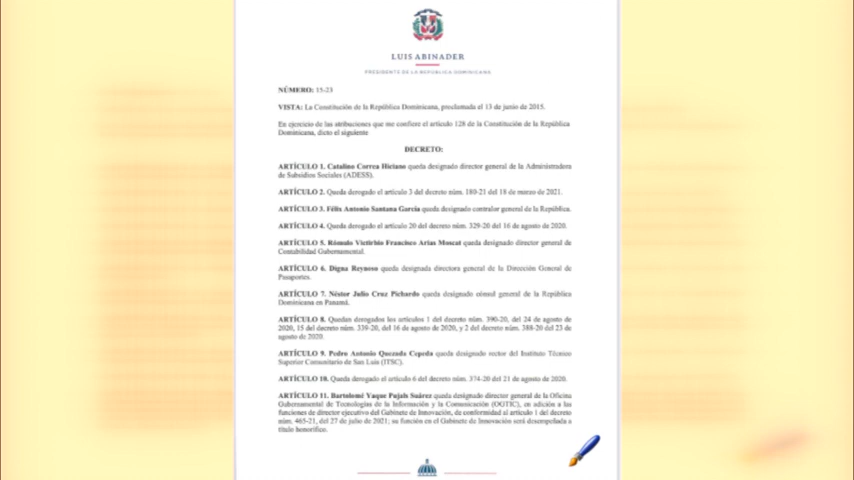 LUIS ABINADER
PRESIDENTE DE LA REPÚBLICA DOMINICANA
NÚMERO: 15-23
VISTA: La Constitución de la República Dominicana, proclamada el 13 de junio de 2015.
En ejercicio de las atribuciones que me confiere el artículo 128 de la Constitución de la República
Dominicana, dicto el siguiente
DECRETO:
ARTÍCULO 1. Catalino Correa Hiciano queda designado director general de la Administradora
de Subsidios Sociales (ADESS).
ARTÍCULO 2. Queda derogado el artículo 3 del decreto núm. 180-21 del 18 de marzo de 2021.
ARTÍCULO 3. Félix Antonio Santana García queda designado contralor general de la República.
ARTÍCULO 4. Queda derogado el artículo 20 del decreto núm. 329-20 del 16 de agosto de 2020.
ARTÍCULO 5. Rómulo Victirbio Francisco Arias Moscat queda designado director general de
Contabilidad Gubernamental.
ARTÍCULO 6. Digna Reynoso queda designada directora general de la Dirección General de
Pasaportes.
ARTÍCULO 7. Néstor Julio Cruz Pichardo queda designado cónsul general de la República
Dominicana en Panamá.
ARTÍCULO 8. Quedan derogados los artículos 1 del decreto núm. 390-20, del 24 de agosto de
2020, 15 del decreto núm. 339-20, del 16 de agosto de 2020, y 2 del decreto núm. 388-20 del 23 de
agosto de 2020.
ARTÍCULO 9. Pedro Antonio Quezada Cepeda queda designado rector del Instituto Técnico
Superior Comunitario de San Luis (ITSC).
ARTÍCULO 10. Queda derogado el artículo 6 del decreto núm. 374-20 del 21 de agosto de 2020.
ARTÍCULO 11. Bartolomé Yaque Pujals Suárez queda designado director general de la Oficina
Gubernamental de Tecnologías de la Información y la Comunicación (OGTIC), en adición a las
funciones de director ejecutivo del Gabinete de Innovación, de conformidad al artículo 1 del decreto
núm. 465-21, del 27 de julio de 2021; su función en el Gabinete de Innovación será desempeñada a
título honorífico.